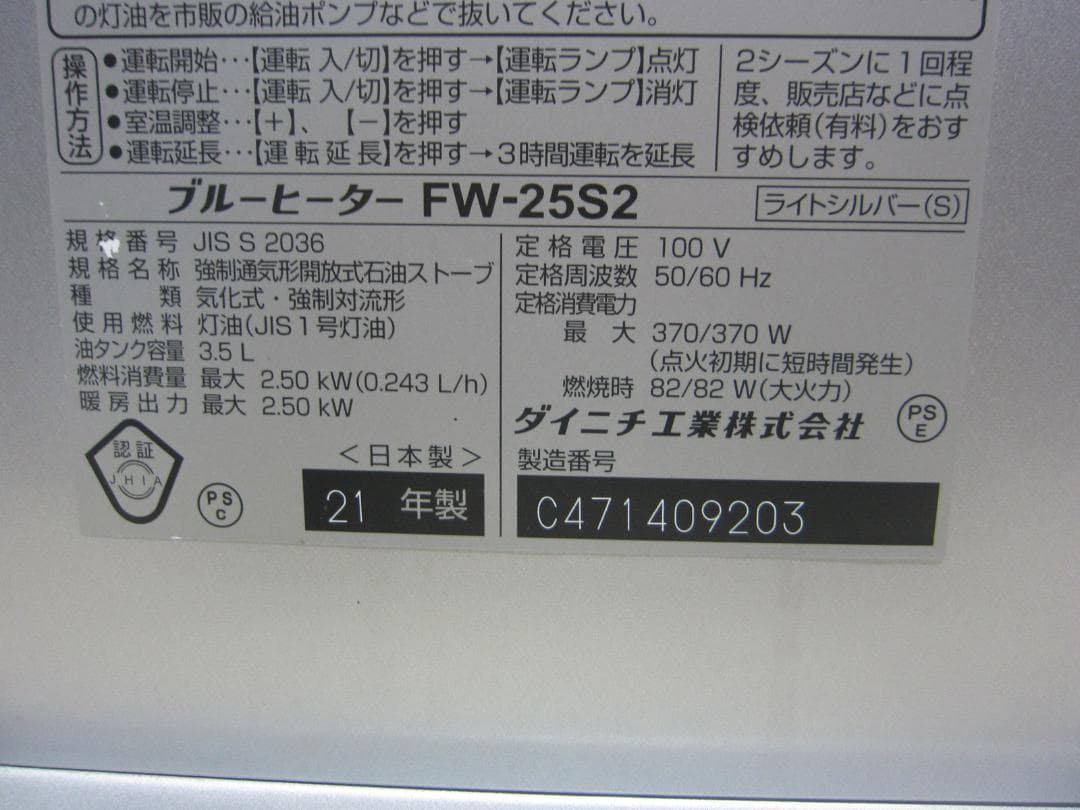 の灯油を市販の給油ポンプなどで抜いてください。
操作方法
●運転開始…【運転 入/切】を押す→【運転ランプ】点灯
●運転停止…【運転 入/切】を押す→【運転ランプ】消灯
●室温調整…【+】、【−】を押す
●運転延長…【運転延長】を押す→3時間運転を延長
2シーズンに1回程
度、販売店などに点
検依頼(有料)をおす
すめします。
ブルーヒーター FW-25S2
ライトシルバー(S)
規格番号 JIS S 2036
規格名称 強制通気形開放式石油ストーブ
種類 気化式・強制対流形
使用燃料 灯油(JIS1号灯油)
油タンク容量 3.5 L
燃料消費量 最大 2.50 kW(0.243 L/h)
暖房出力 最大 2.50 kW
認証
JHIA
PS
C
<日本製>
21 年製
定格電圧 100 V
定格周波数 50/60 Hz
定格消費電力
最大 370/370 W
(点火初期に短時間発生)
燃焼時 82/82 W(大火力)
ダイニチ工業株式会社
PS
E
製造番号
C471409203